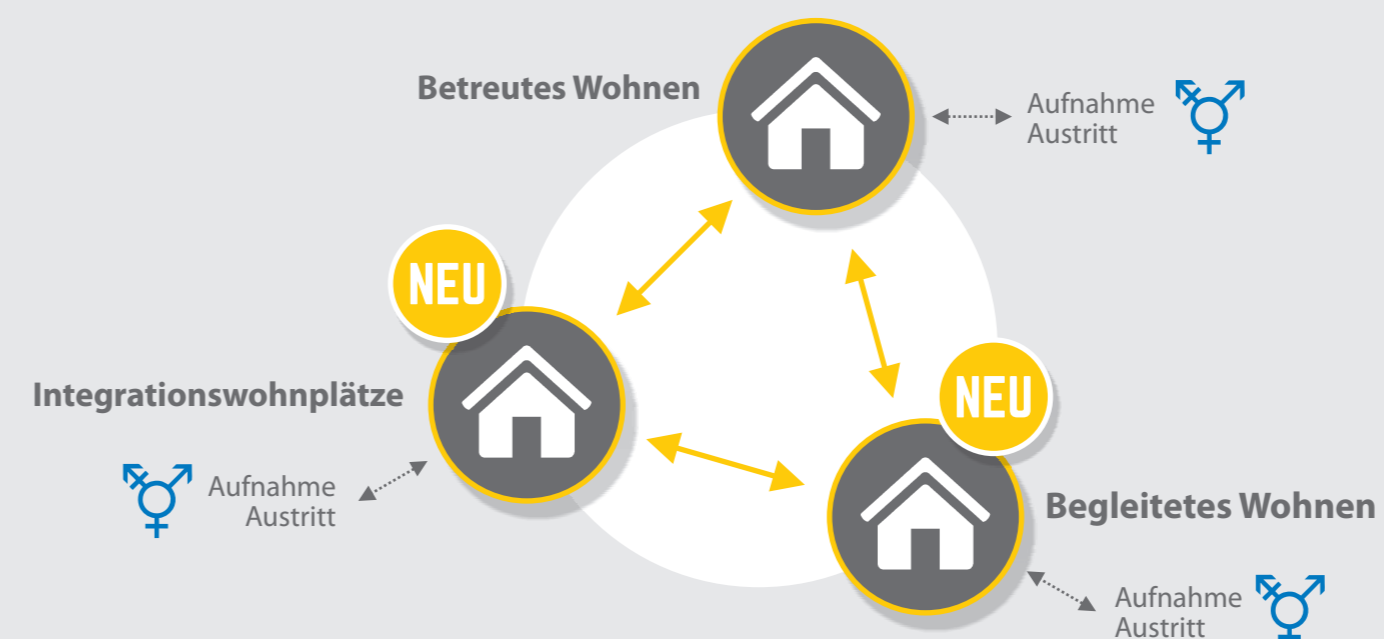 Betreutes Wohnen
Aufnahme
Austritt
NEU
Integrationswohnplätze
NEU
Aufnahme
Austritt
Begleitetes Wohnen
Aufnahme
Austritt